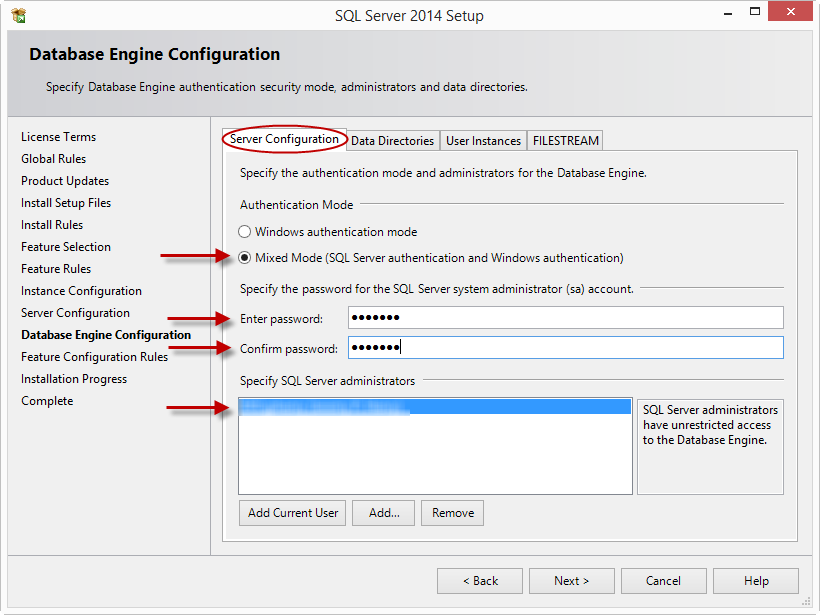 SQL Server 2014 Setup
Database Engine Configuration
Specify Database Engine authentication security mode, administrators and data directories.
License Terms
Global Rules
Product Updates
Install Setup Files
Install Rules
Feature Selection
Feature Rules
Instance Configuration
Server Configuration
Database Engine Configuration
Feature Configuration Rules
Installation Progress
Complete
Server Configuration Data Directories User Instances FILESTREAM
Specify the authentication mode and administrators for the Database Engine.
Authentication Mode
Windows authentication mode
Mixed Mode (SQL Server authentication and Windows authentication)
Specify the password for the SQL Server system administrator (sa) account.
Enter password: ●●●●●●●
Confirm password: ●●●●●●●
Specify SQL Server administrators
SQL Server administrators
have unrestricted access
to the Database Engine.
Add Current User Add... Remove
< Back Next > Cancel Help